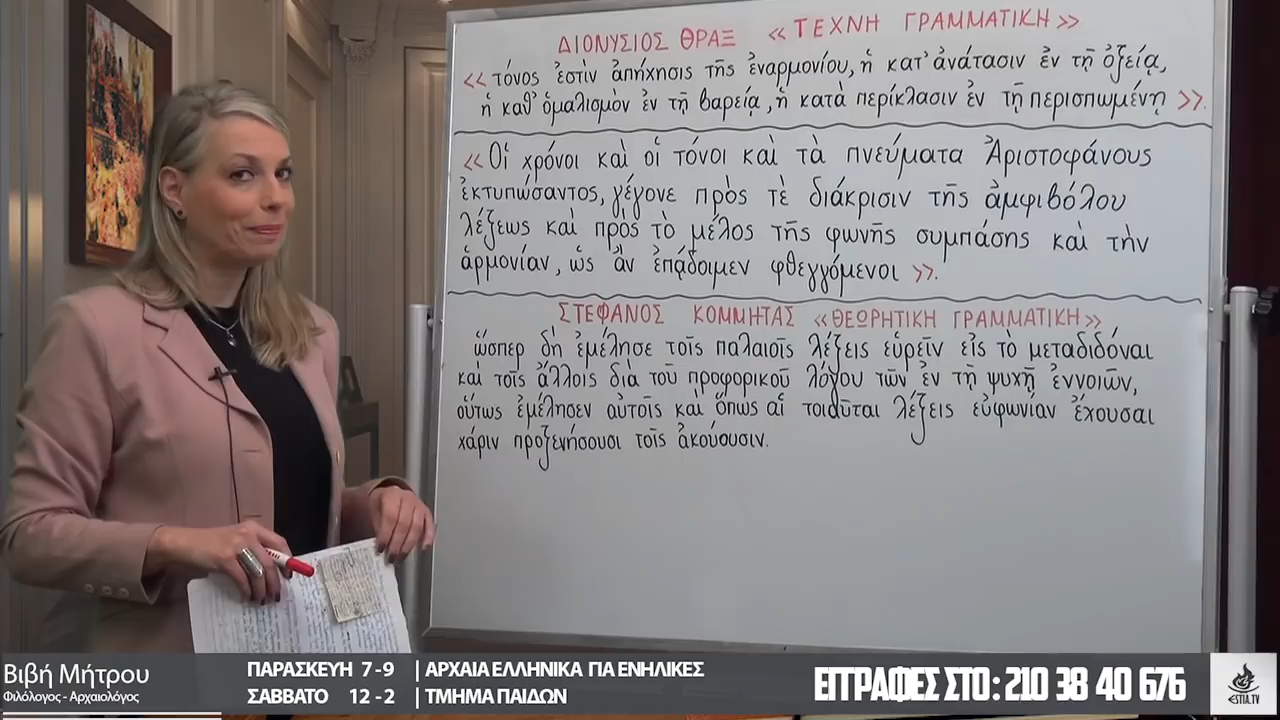 ΔΙΟΝΥΣΙΟΣ ΘΡΑΞ «ΤΕΧΝΗ ΓΡΑΜΜΑΤΙΚΗ»
«τόνος ἐστὶν ἀπήχησις τῆς ἐναρμονίου, ἡ κατ' ἀνάτασιν ἐν τῇ ὀξείᾳ,
ἡ καθ' ὁμαλισμὸν ἐν τῇ βαρείᾳ, ἡ κατὰ περίκλασιν ἐν τῇ περισπωμένῃ».
«Οἱ χρόνοι καὶ οἱ τόνοι καὶ τὰ πνεύματα Ἀριστοφάνους
ἐκτυπώσαντος, γέγονε πρὸς τὲ διάκρισιν τῆς ἀμφιβόλου
λέξεως καὶ πρὸς τὸ μέλος τῆς φωνῆς συμπάσης καὶ τὴν
ἁρμονίαν, ὡς ἂν ἐπᾴδοιμεν φθεγγόμενοι».
ΣΤΕΦΑΝΟΣ ΚΟΜΜΗΤΑΣ «ΘΕΩΡΗΤΙΚΗ ΓΡΑΜΜΑΤΙΚΗ»
ὥσπερ δὴ ἐμέλησε τοῖς παλαιοῖς λέξεις εὑρεῖν εἰς τὸ μεταδιδόναι
καὶ τοῖς ἄλλοις διὰ τοῦ προφορικοῦ λόγου τῶν ἐν τῇ ψυχῇ ἐννοιῶν,
οὕτως ἐμέλησεν αὐτοῖς καὶ ὅπως αἱ τοιαῦται λέξεις εὐφωνίαν ἔχουσαι
χάριν προξενήσουσι τοῖς ἀκούουσιν.
Βιβή Μήτρου
Φιλόλογος - Αρχαιολόγος
ΠΑΡΑΣΚΕΥΗ 7-9 | ΑΡΧΑΙΑ ΕΛΛΗΝΙΚΑ ΓΙΑ ΕΝΗΛΙΚΕΣ
ΣΑΒΒΑΤΟ 12-2 | ΤΜΗΜΑ ΠΑΙΔΩΝ
ΕΓΓΡΑΦΕΣ ΣΤΟ: 210 38 40 676
ESTIA.TV